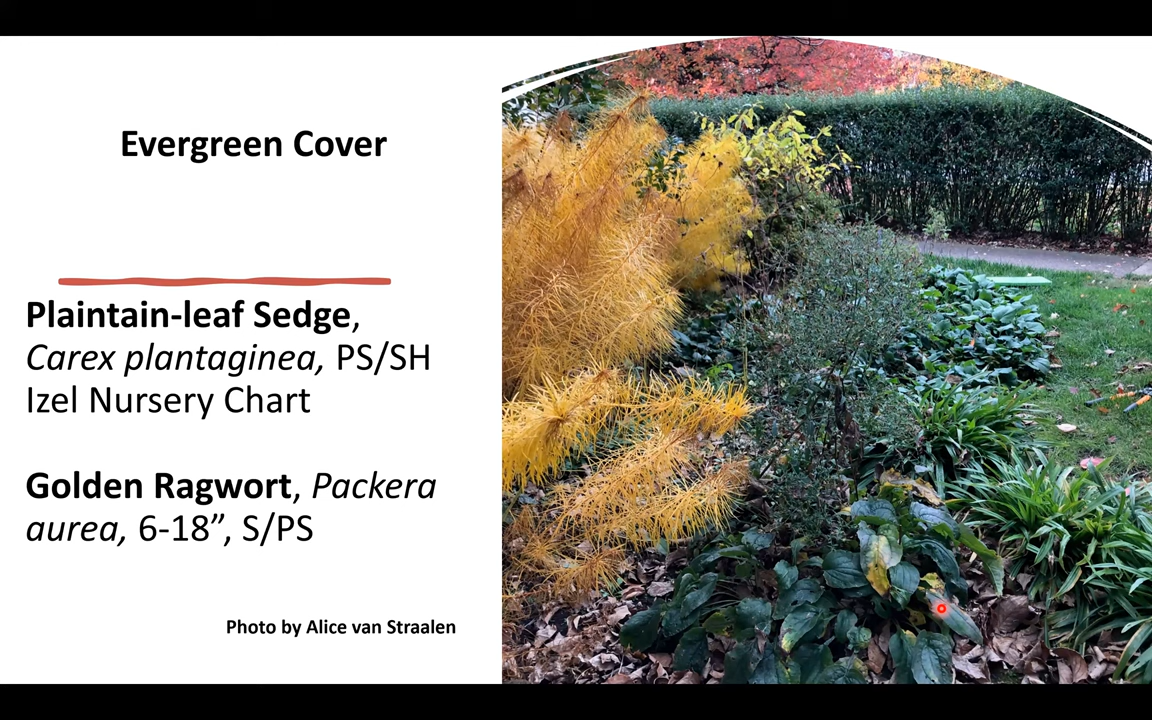 Evergreen Cover
Plaintain-leaf Sedge,
Carex plantaginea, PS/SH
Izel Nursery Chart
Golden Ragwort, Packera
aurea, 6-18”, S/PS
Photo by Alice van Straalen